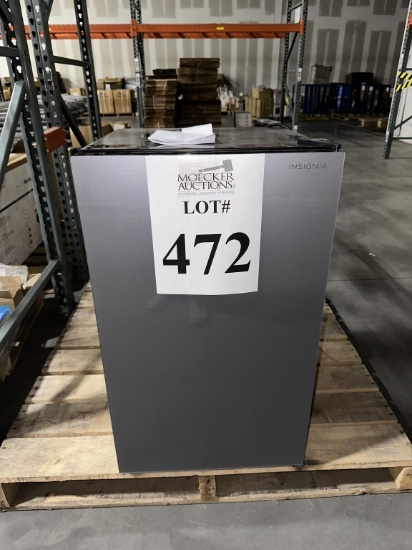 MOECKER
AUCTIONS
LOT#
472
INSIGNIA